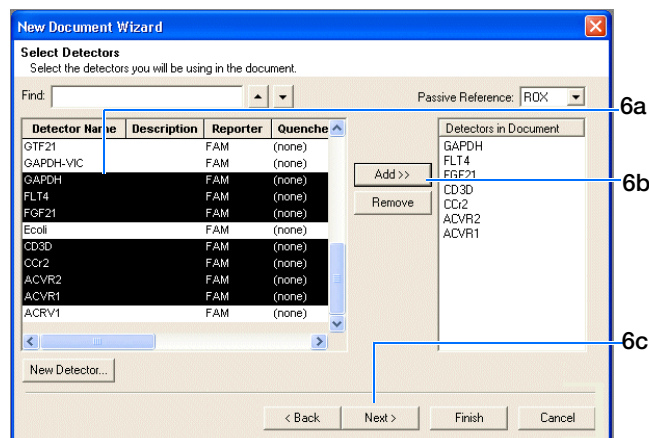 New Document Wizard
Select Detectors
Select the detectors you will be using in the document.
Find:
Passive Reference: ROX
6a
Detector Name Description Reporter Quenche
GTF21 FAM (none)
GAPDH-VIC FAM (none)
GAPDH FAM (none)
FLT4 FAM (none)
FGF21 FAM (none)
Ecoli FAM (none)
CD3D FAM (none)
CCr2 FAM (none)
ACVR2 FAM (none)
ACVR1 FAM (none)
ACRV1 FAM (none)
Add >>
6b
Remove
Detectors in Document
GAPDH
FLT4
FGF21
CD3D
CCr2
ACVR2
ACVR1
6c
New Detector...
< Back Next > Finish Cancel